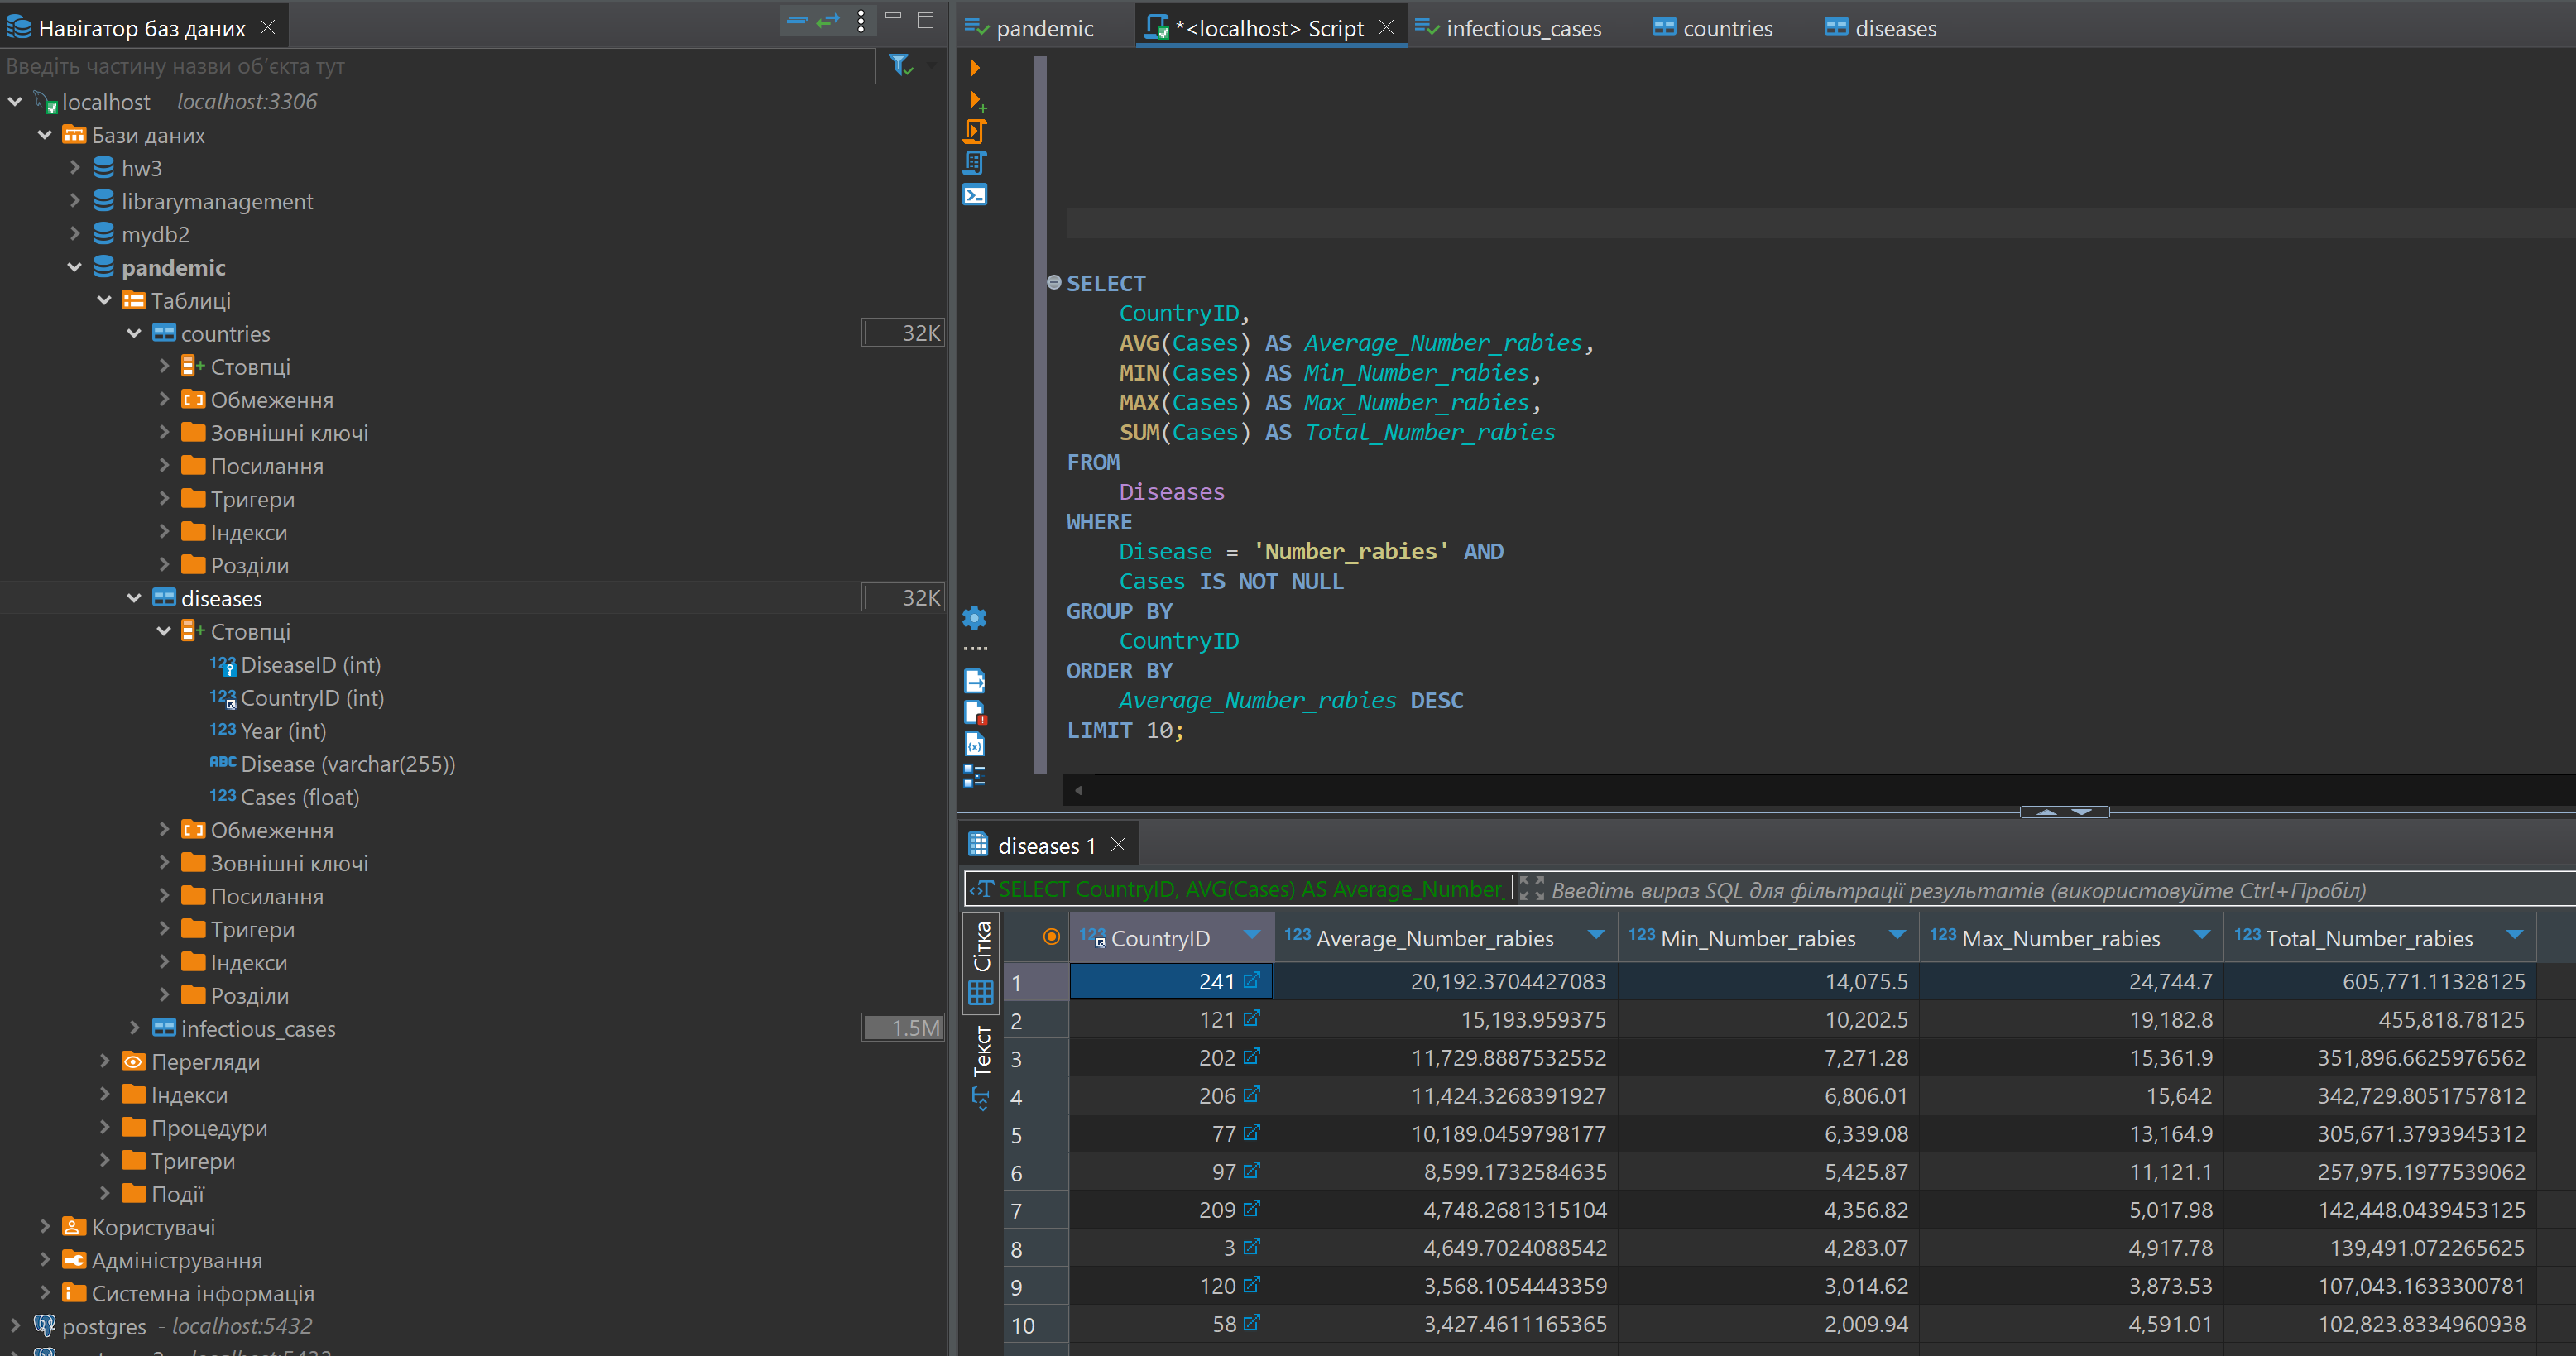 Навігатор баз даних
Введіть частину назви об'єкта тут
localhost - localhost:3306
Бази даних
hw3
librarymanagement
mydb2
pandemic
Таблиці
countries 32K
Стовпці
Обмеження
Зовнішні ключі
Посилання
Тригери
Індекси
Розділи
diseases 32K
Стовпці
123 DiseaseID (int)
123 CountryID (int)
123 Year (int)
ABC Disease (varchar(255))
123 Cases (float)
Обмеження
Зовнішні ключі
Посилання
Тригери
Індекси
Розділи
infectious_cases 1.5M
Перегляди
Індекси
Процедури
Тригери
Події
Користувачі
Адміністрування
Системна інформація
postgres - localhost:5432
pandemic *<localhost> Script infectious_cases countries diseases
SELECT
CountryID,
AVG(Cases) AS Average_Number_rabies,
MIN(Cases) AS Min_Number_rabies,
MAX(Cases) AS Max_Number_rabies,
SUM(Cases) AS Total_Number_rabies
FROM
Diseases
WHERE
Disease = 'Number_rabies' AND
Cases IS NOT NULL
GROUP BY
CountryID
ORDER BY
Average_Number_rabies DESC
LIMIT 10;
diseases 1
SELECT CountryID, AVG(Cases) AS Average_Number_ Введіть вираз SQL для фільтрації результатів (використовуйте Ctrl+Пробіл)
Сітка
Текст
123 CountryID 123 Average_Number_rabies 123 Min_Number_rabies 123 Max_Number_rabies 123 Total_Number_rabies
1 241 20,192.3704427083 14,075.5 24,744.7 605,771.11328125
2 121 15,193.959375 10,202.5 19,182.8 455,818.78125
3 202 11,729.8887532552 7,271.28 15,361.9 351,896.6625976562
4 206 11,424.3268391927 6,806.01 15,642 342,729.8051757812
5 77 10,189.0459798177 6,339.08 13,164.9 305,671.3793945312
6 97 8,599.1732584635 5,425.87 11,121.1 257,975.1977539062
7 209 4,748.2681315104 4,356.82 5,017.98 142,448.0439453125
8 3 4,649.7024088542 4,283.07 4,917.78 139,491.072265625
9 120 3,568.1054443359 3,014.62 3,873.53 107,043.1633300781
10 58 3,427.4611165365 2,009.94 4,591.01 102,823.8334960938